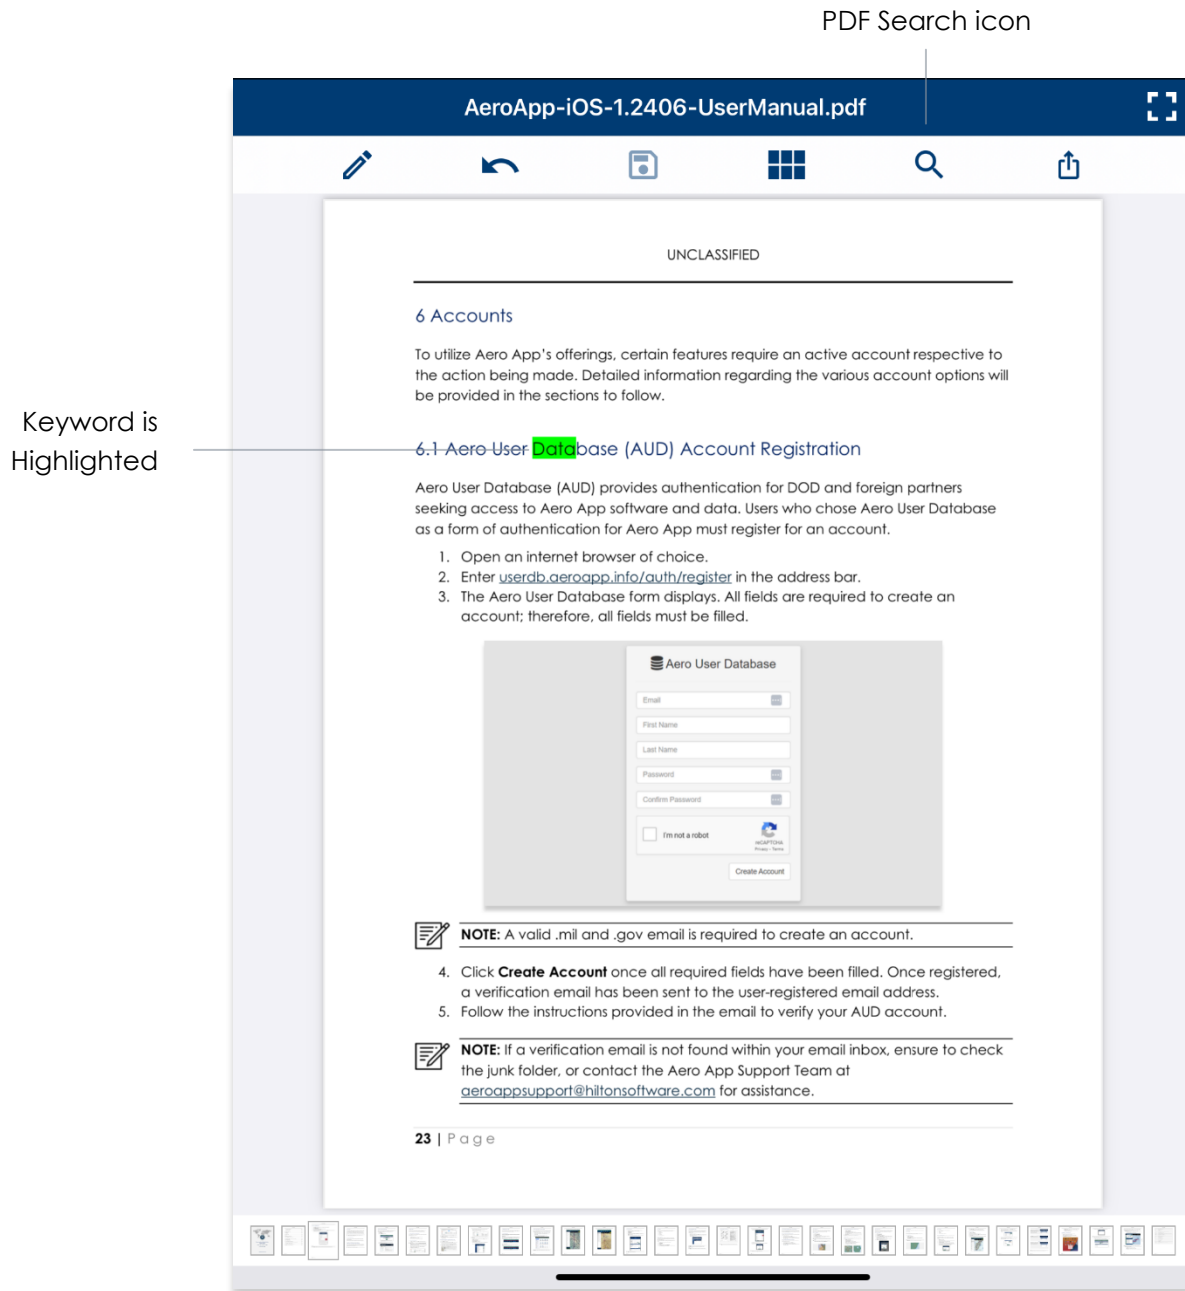 PDF Search icon
AeroApp-iOS-1.2406-UserManual.pdf
UNCLASSIFIED
6 Accounts
To utilize Aero App's offerings, certain features require an active account respective to
the action being made. Detailed information regarding the various account options will
be provided in the sections to follow.
Keyword is
Highlighted
6.1 Aero User Database (AUD) Account Registration
Aero User Database (AUD) provides authentication for DOD and foreign partners
seeking access to Aero App software and data. Users who chose Aero User Database
as a form of authentication for Aero App must register for an account.
1. Open an internet browser of choice.
2. Enter userdb.aeroapp.info/auth/register in the address bar.
3. The Aero User Database form displays. All fields are required to create an
account; therefore, all fields must be filled.
Aero User Database
Email
First Name
Last Name
Password
Confirm Password
I'm not a robot
reCAPTCHA
Privacy - Terms
Create Account
NOTE: A valid .mil and .gov email is required to create an account.
4. Click Create Account once all required fields have been filled. Once registered,
a verification email has been sent to the user-registered email address.
5. Follow the instructions provided in the email to verify your AUD account.
NOTE: If a verification email is not found within your email inbox, ensure to check
the junk folder, or contact the Aero App Support Team at
aeroappsupport@hiltonsoftware.com for assistance.
23 | Page